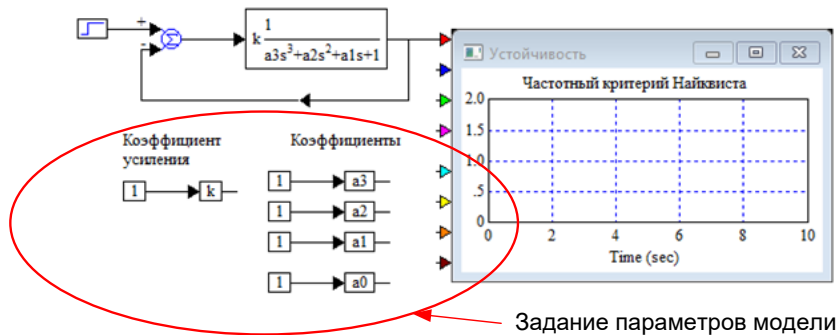 +
-
Σ
k 1
a3s³+a2s²+a1s+1
Устойчивость
Частотный критерий Найквиста
2.0
1.5
1.0
.5
0
0 2 4 6 8 10
Time (sec)
Коэффициент
усиления
1 k
Коэффициенты
1 a3
1 a2
1 a1
1 a0
Задание параметров модели